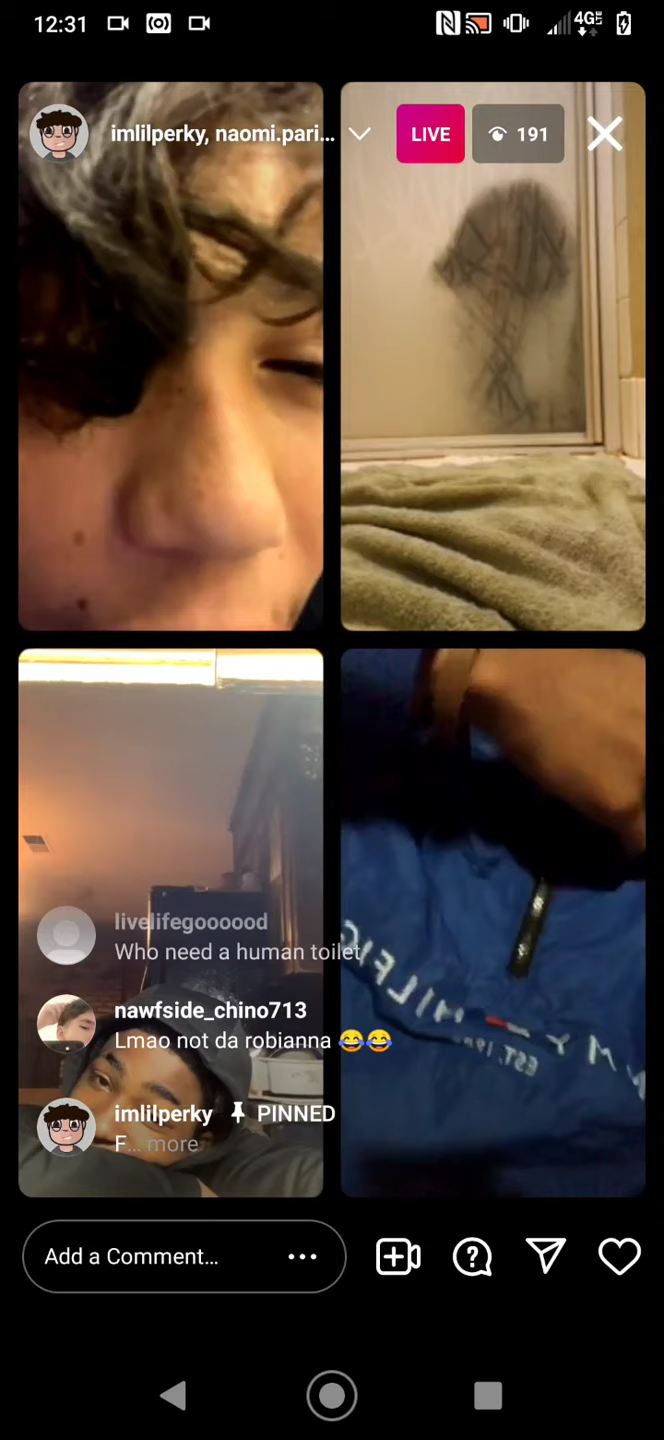 12:31
4G LTE
imlilperky, naomi.pari...
LIVE
191
livelifegoooood
Who need a human toilet
nawfside_chino713
Lmao not da robianna 😂😂
imlilperky PINNED
F... more
Add a Comment...